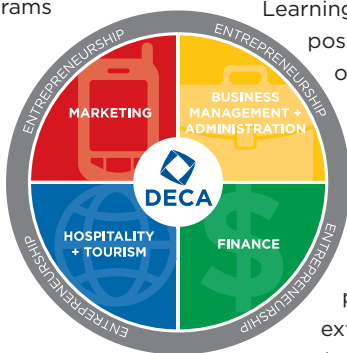 rams
Learning
pos
o
ENTREPRENEURSHIP
ENTREPRENEURSHIP
MARKETING
BUSINESS
MANAGEMENT +
ADMINISTRATION
DECA
HOSPITALITY
+ TOURISM
FINANCE
ENTREPRENEURSHIP
ENTREPRENEURSHIP
p
ext